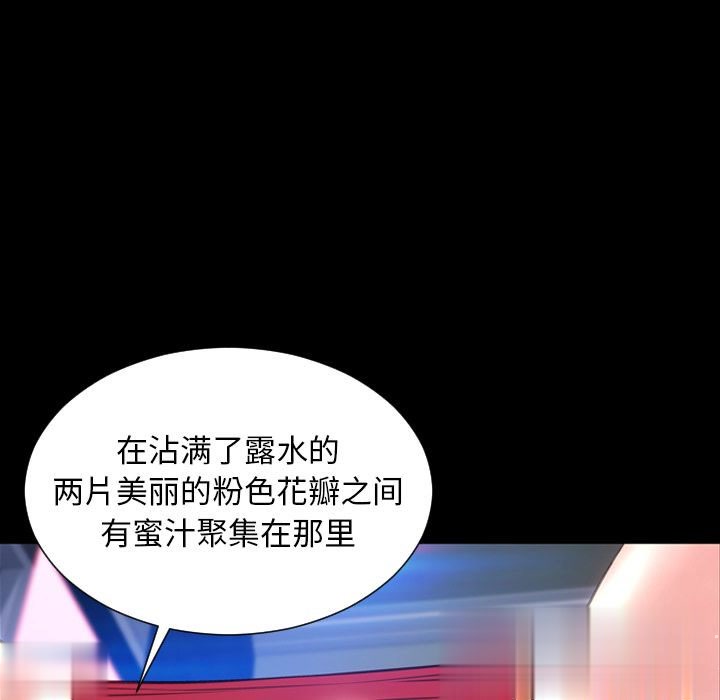 在沾满了露水的
两片美丽的粉色花瓣之间
有蜜汁聚集在那里